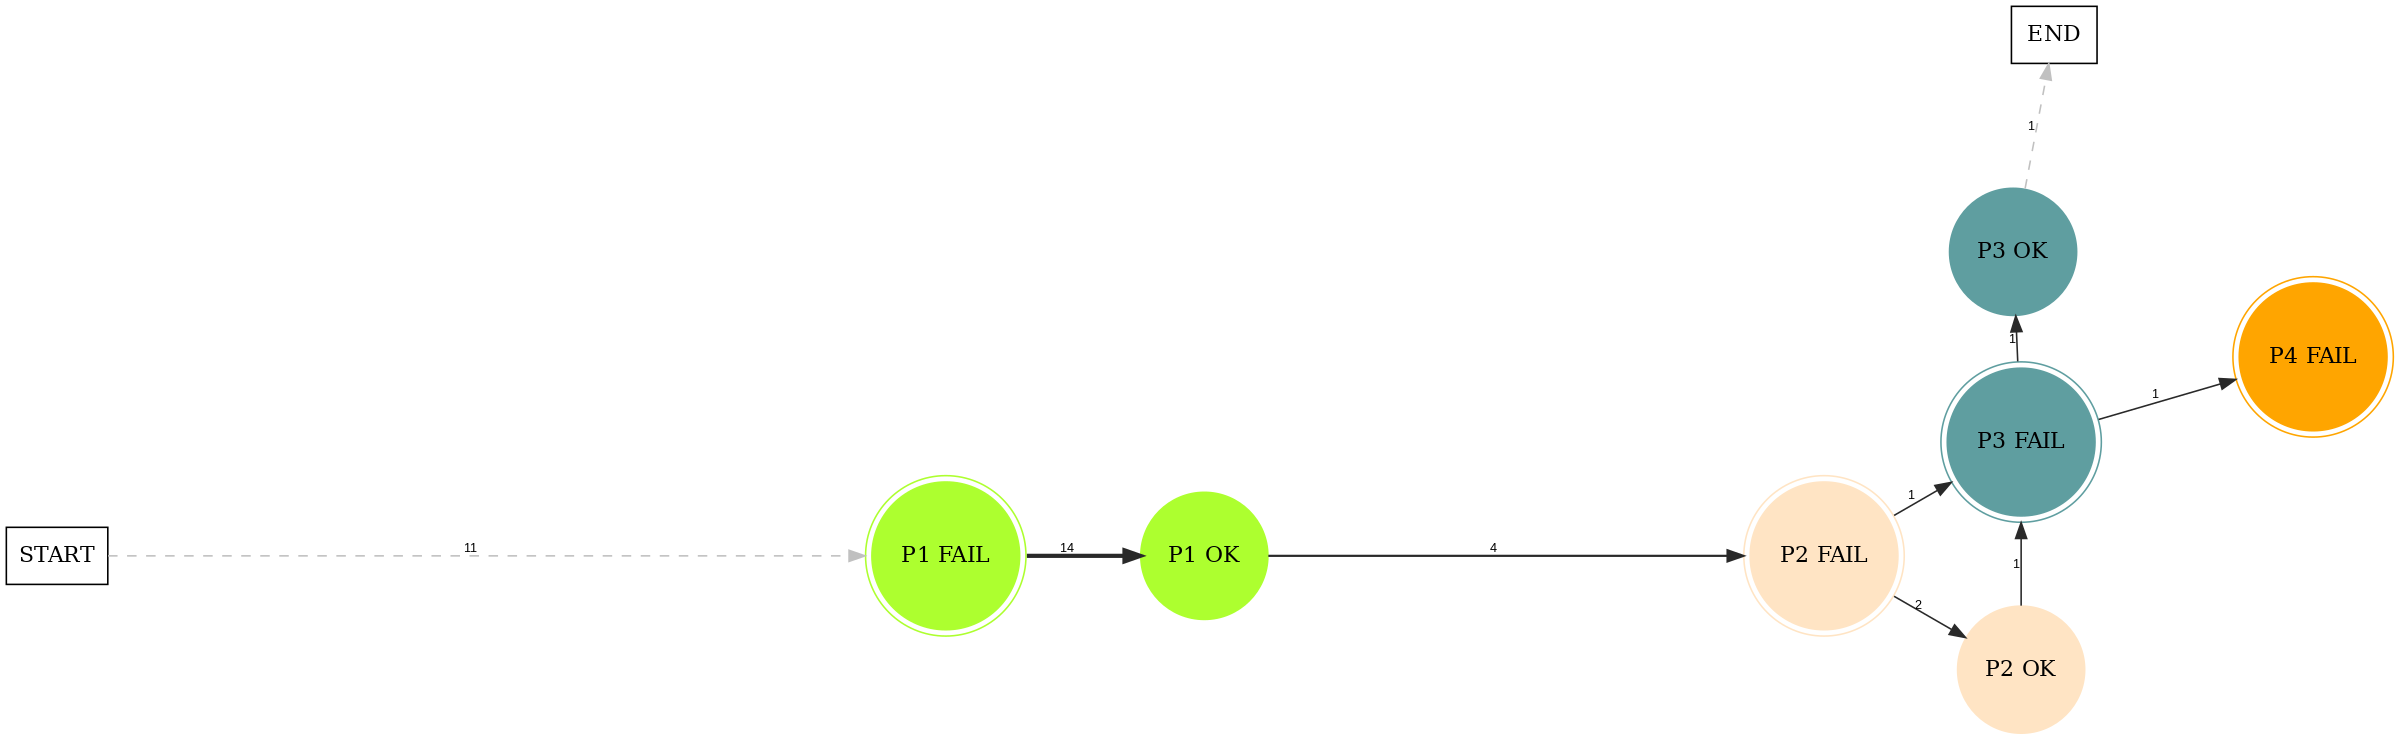 END
1
P3 OK
1
P4 FAIL
1
P3 FAIL
1
START
11
P1 FAIL
14
P1 OK
4
P2 FAIL
1
2
P2 OK